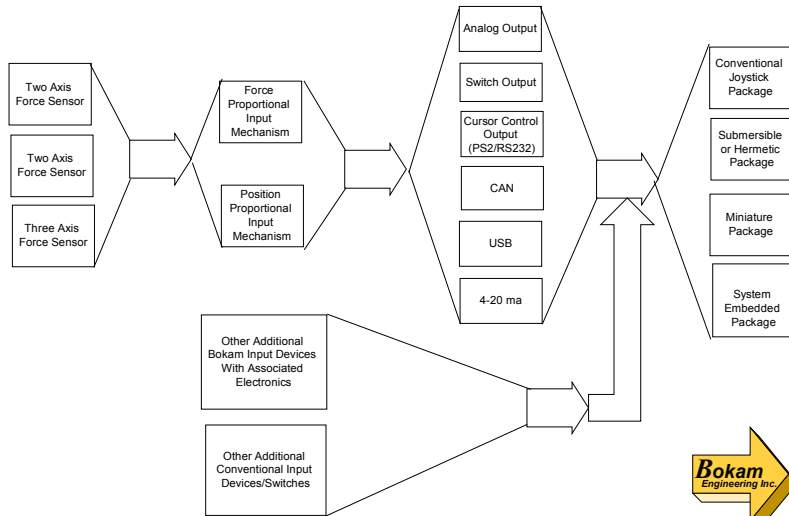 Two Axis
Force Sensor
Two Axis
Force Sensor
Three Axis
Force Sensor
Force
Proportional
Input
Mechanism
Position
Proportional
Input
Mechanism
Analog Output
Switch Output
Cursor Control
Output
(PS2/RS232)
CAN
USB
4-20 ma
Conventional
Joystick
Package
Submersible
or Hermetic
Package
Miniature
Package
System
Embedded
Package
Other Additional
Bokam Input Devices
With Associated
Electronics
Other Additional
Conventional Input
Devices/Switches
Bokam
Engineering Inc.